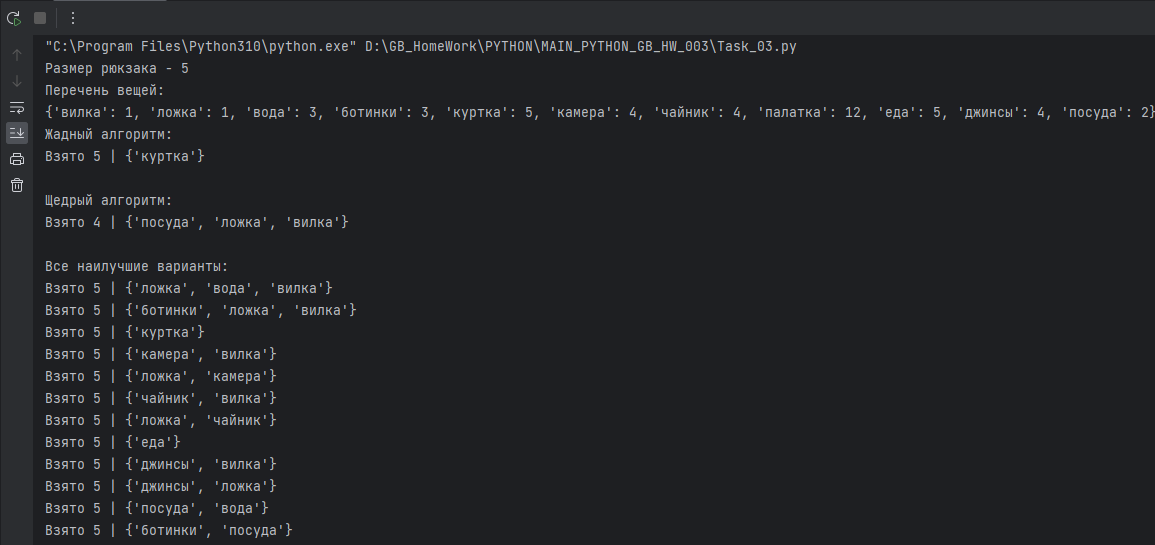 "C:\Program Files\Python310\python.exe" D:\GB_HomeWork\PYTHON\MAIN_PYTHON_GB_HW_003\Task_03.py
Размер рюкзака - 5
Перечень вещей:
{'вилка': 1, 'ложка': 1, 'вода': 3, 'ботинки': 3, 'куртка': 5, 'камера': 4, 'чайник': 4, 'палатка': 12, 'еда': 5, 'джинсы': 4, 'посуда': 2}
Жадный алгоритм:
Взято 5 | {'куртка'}
Щедрый алгоритм:
Взято 4 | {'посуда', 'ложка', 'вилка'}
Все наилучшие варианты:
Взято 5 | {'ложка', 'вода', 'вилка'}
Взято 5 | {'ботинки', 'ложка', 'вилка'}
Взято 5 | {'куртка'}
Взято 5 | {'камера', 'вилка'}
Взято 5 | {'ложка', 'камера'}
Взято 5 | {'чайник', 'вилка'}
Взято 5 | {'ложка', 'чайник'}
Взято 5 | {'еда'}
Взято 5 | {'джинсы', 'вилка'}
Взято 5 | {'джинсы', 'ложка'}
Взято 5 | {'посуда', 'вода'}
Взято 5 | {'ботинки', 'посуда'}